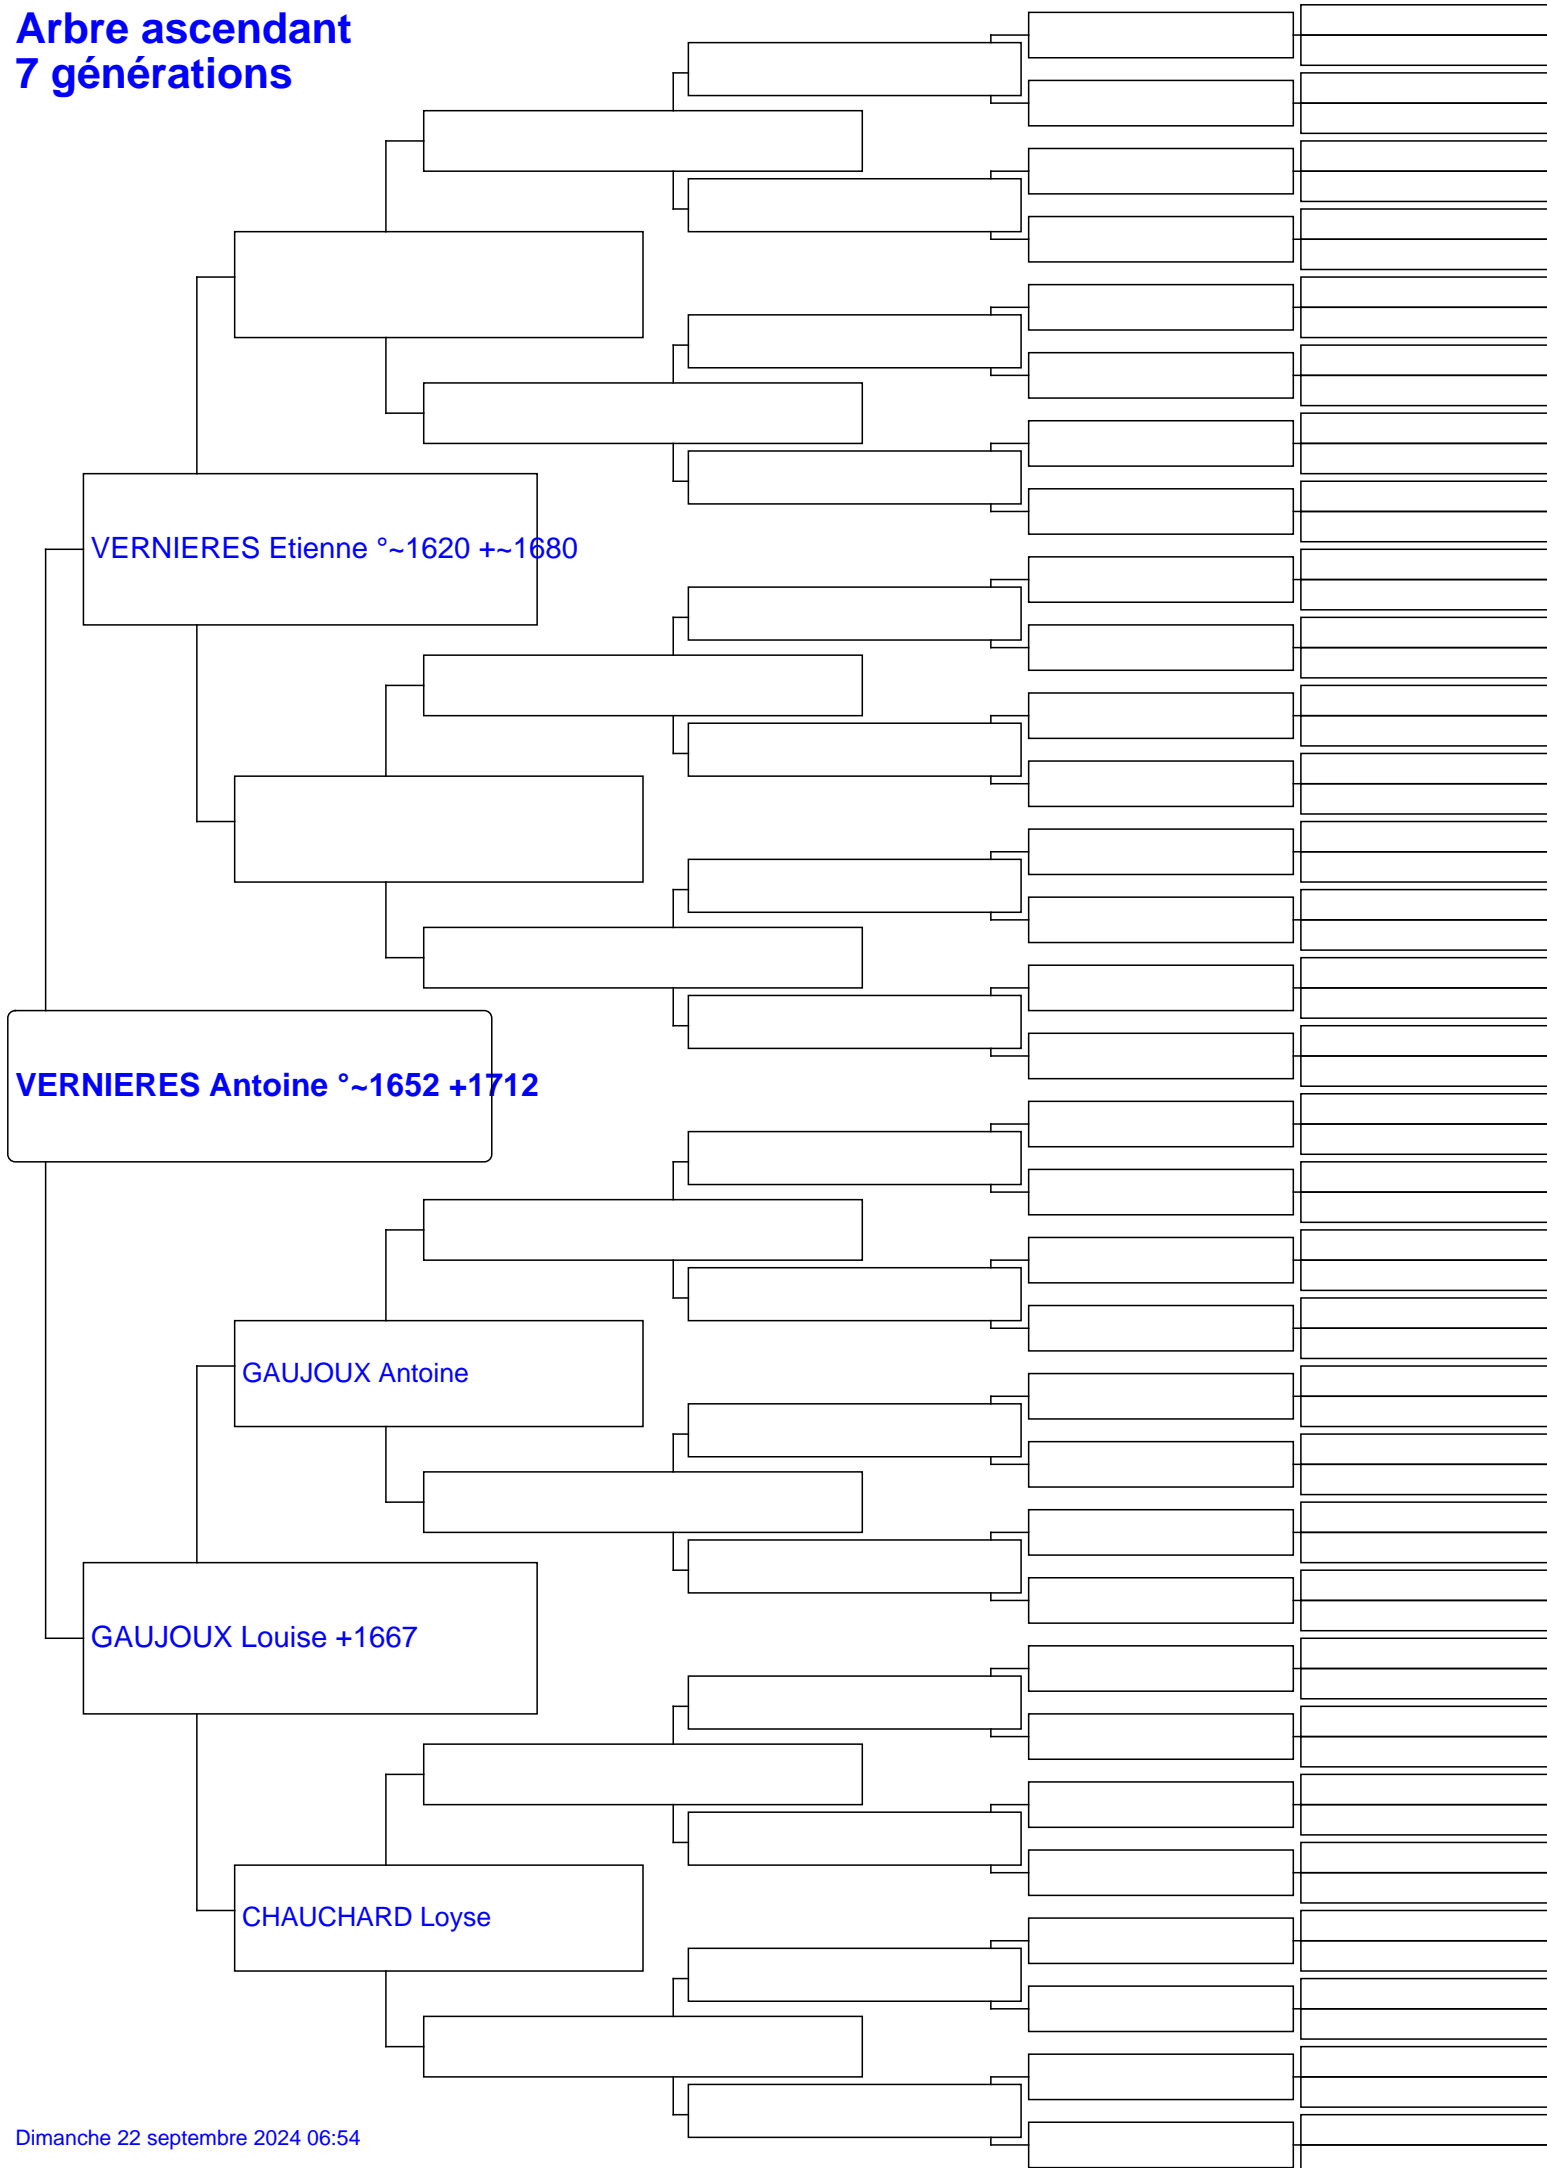 Arbre ascendant
7 générations
VERNIERES Etienne °~1620 +~1680
VERNIERES Antoine °~1652 +1712
GAUJOUX Antoine
GAUJOUX Louise +1667
CHAUCHARD Loyse
Dimanche 22 septembre 2024 06:54